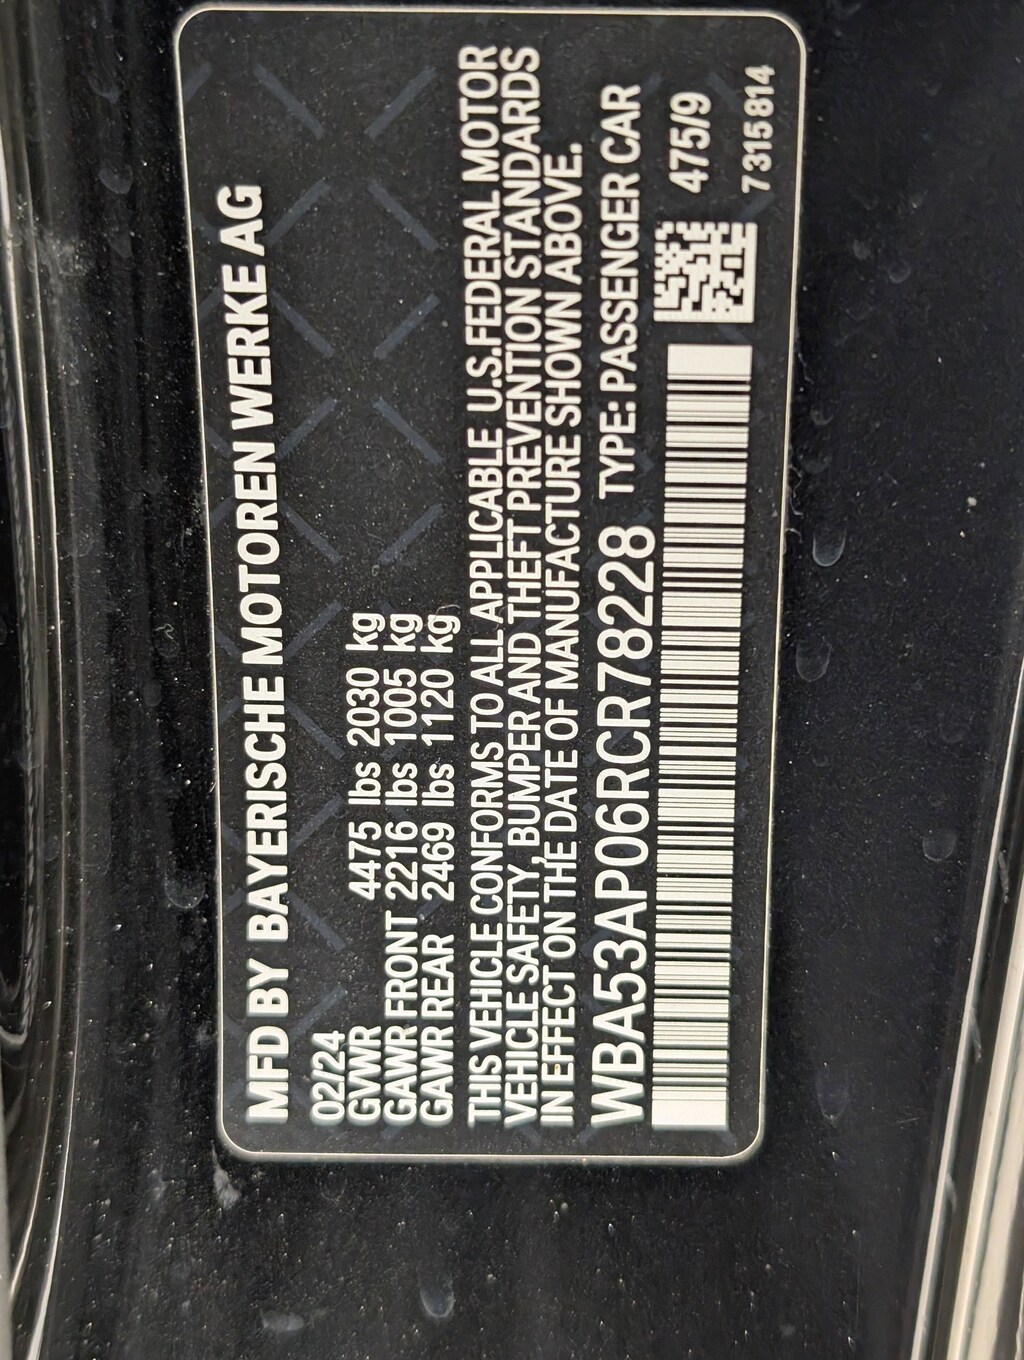 MFD BY BAYERISCHE MOTOREN WERKE AG
02/24
GVWR 4475 lbs 2030 kg
GAWR FRONT 2216 lbs 1005 kg
GAWR REAR 2469 lbs 1120 kg
THIS VEHICLE CONFORMS TO ALL APPLICABLE U.S.FEDERAL MOTOR
VEHICLE SAFETY, BUMPER AND THEFT PREVENTION STANDARDS
IN EFFECT ON THE DATE OF MANUFACTURE SHOWN ABOVE.
WBA53AP06RCR78228 TYPE: PASSENGER CAR
475/9
7315814